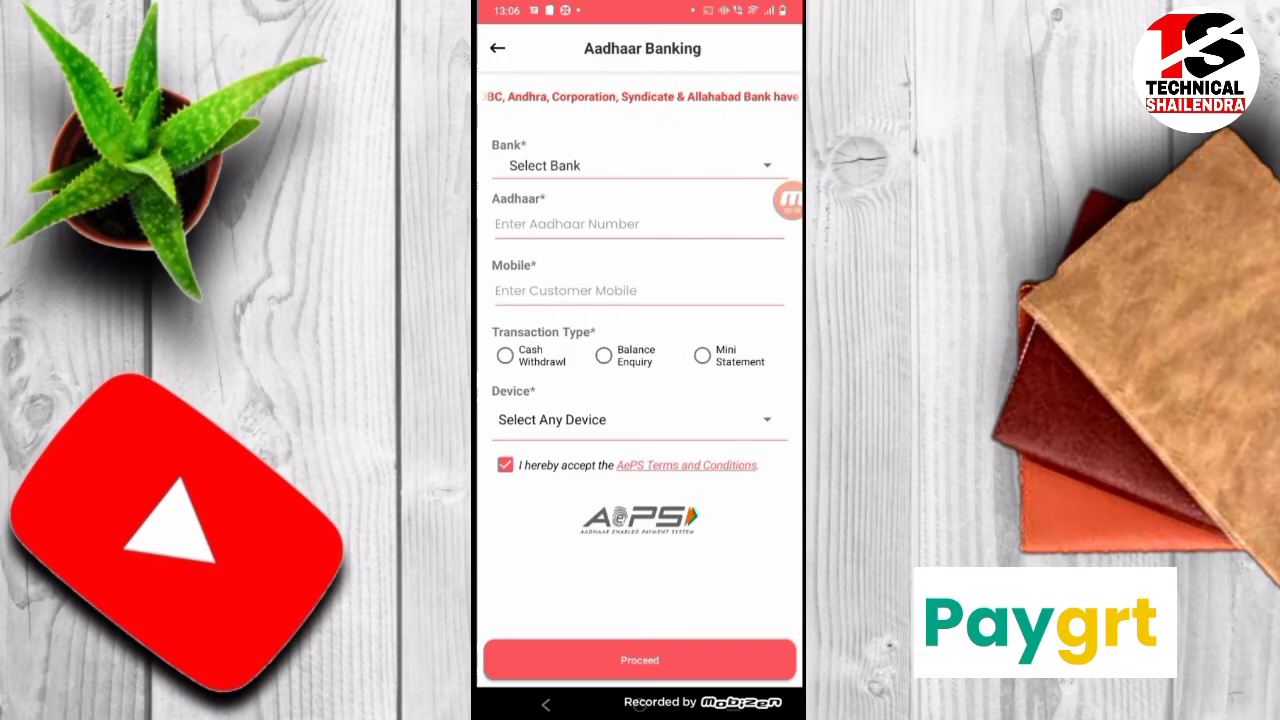 13:06
Aadhaar Banking
BC, Andhra, Corporation, Syndicate & Allahabad Bank have
Bank*
Select Bank
Aadhaar*
Enter Aadhaar Number
Mobile*
Enter Customer Mobile
Transaction Type*
Cash Withdrawl
Balance Enquiry
Mini Statement
Device*
Select Any Device
I hereby accept the AePS Terms and Conditions.
AePS
AADHAAR ENABLED PAYMENT SYSTEM
Proceed
Recorded by mobizen
TS
TECHNICAL
SHAILENDRA
Paygrt